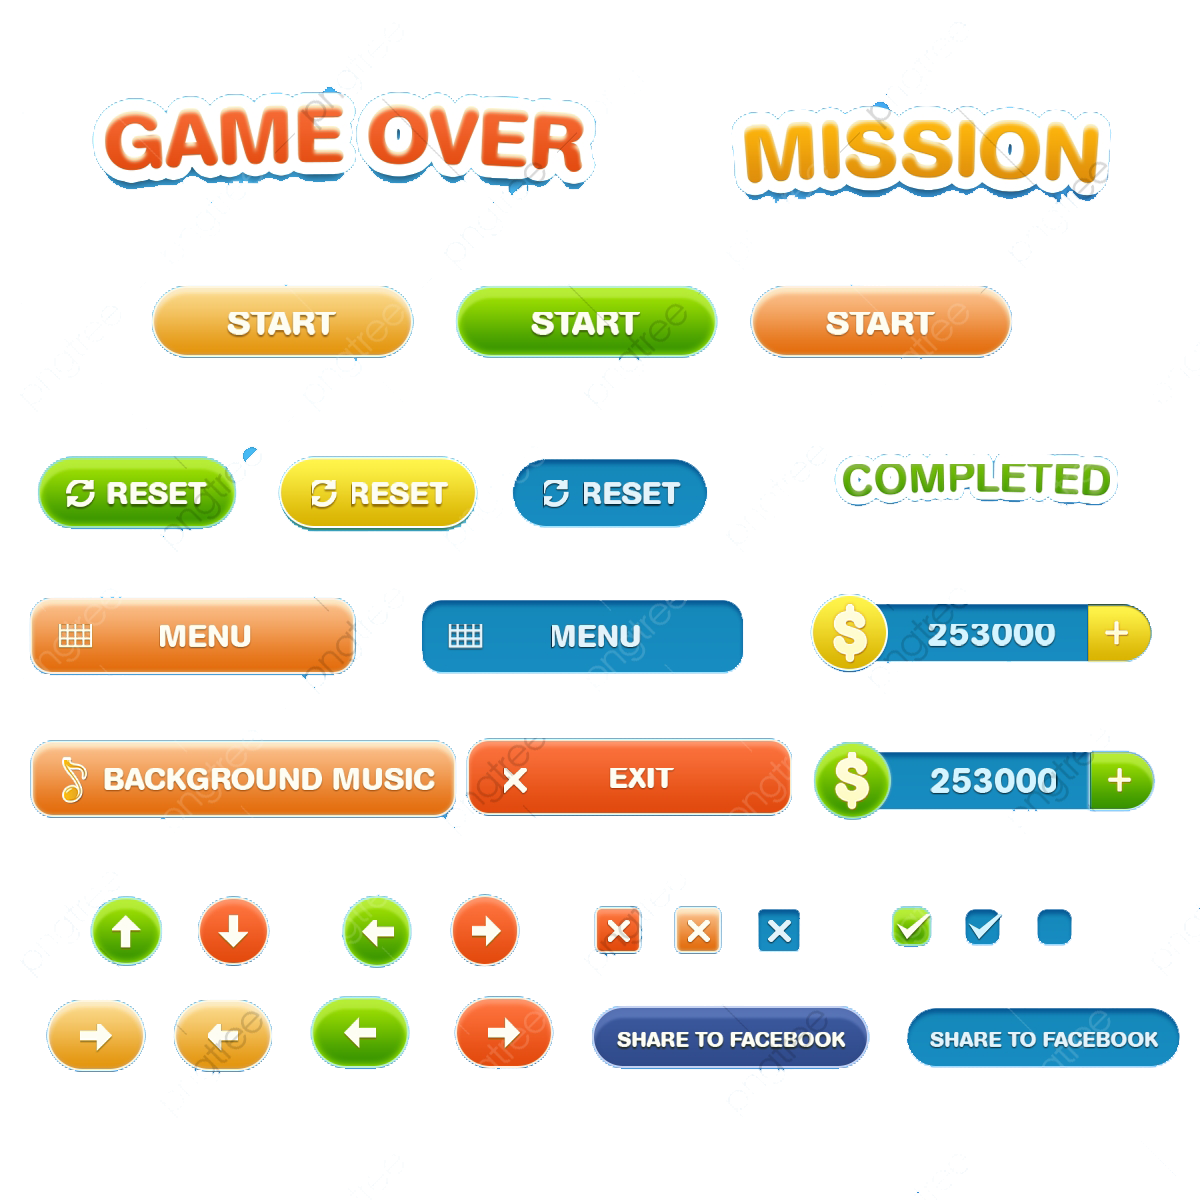 GAME OVER
MISSION
START
START
START
RESET
RESET
RESET
COMPLETED
MENU
MENU
$ 253000 +
BACKGROUND MUSIC
EXIT
$ 253000 +
SHARE TO FACEBOOK
SHARE TO FACEBOOK
pngtree